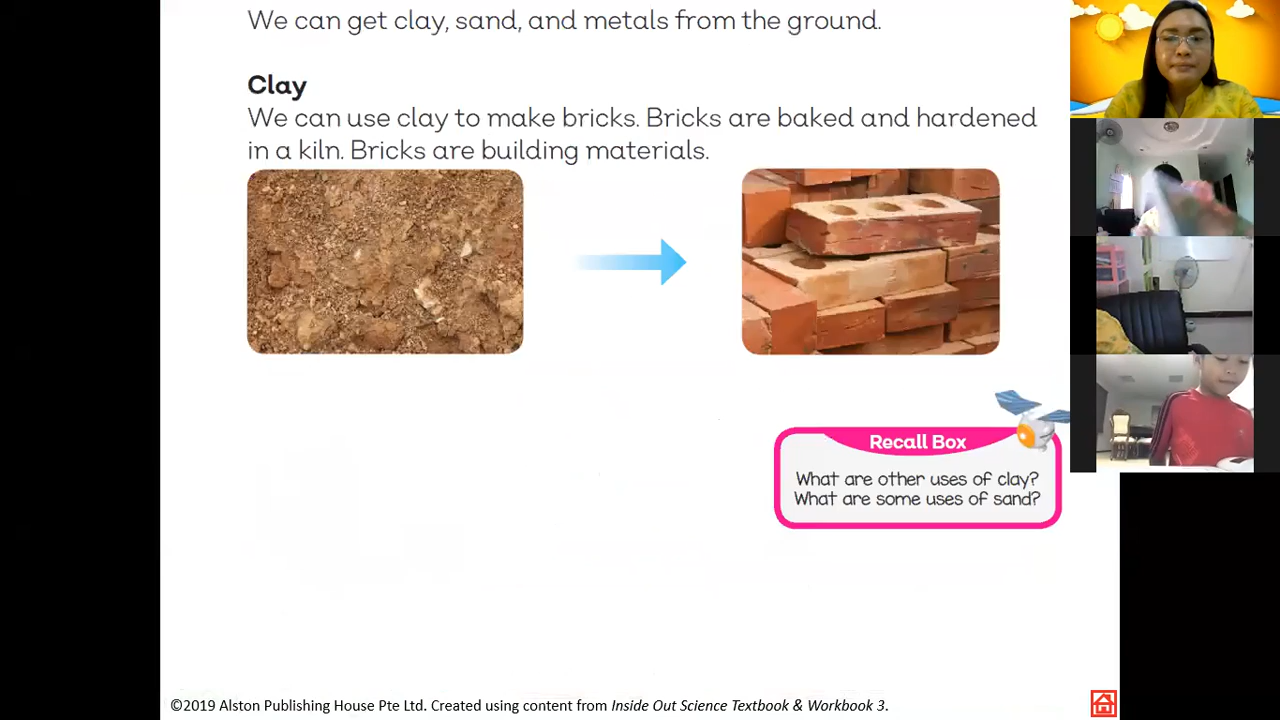 We can get clay, sand, and metals from the ground.
Clay
We can use clay to make bricks. Bricks are baked and hardened
in a kiln. Bricks are building materials.
Recall Box
What are other uses of clay?
What are some uses of sand?
©2019 Alston Publishing House Pte Ltd. Created using content from Inside Out Science Textbook & Workbook 3.